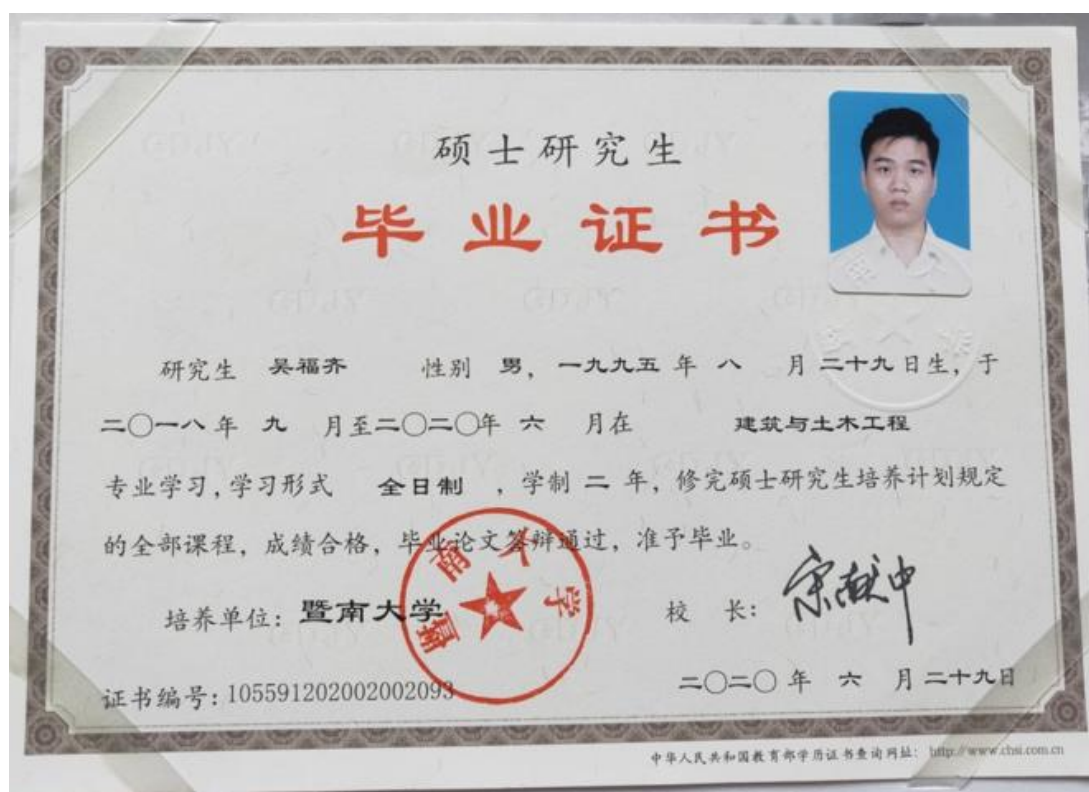 硕士研究生
毕业证书
研究生 吴福齐 性别 男, 一九九五 年 八 月 二十九 日生, 于
二〇一八 年 九 月至二〇二〇年 六 月在 建筑与土木工程
专业学习, 学习形式 全日制 , 学制 二 年, 修完硕士研究生培养计划规定
的全部课程, 成绩合格, 毕业论文答辩通过, 准予毕业。
培养单位: 暨南大学
暨南大学
校 长: 宋献中
证书编号: 105591202002002093
二〇二〇 年 六 月 二十九日
中华人民共和国教育部学历证书查询网址: http://www.chsi.com.cn